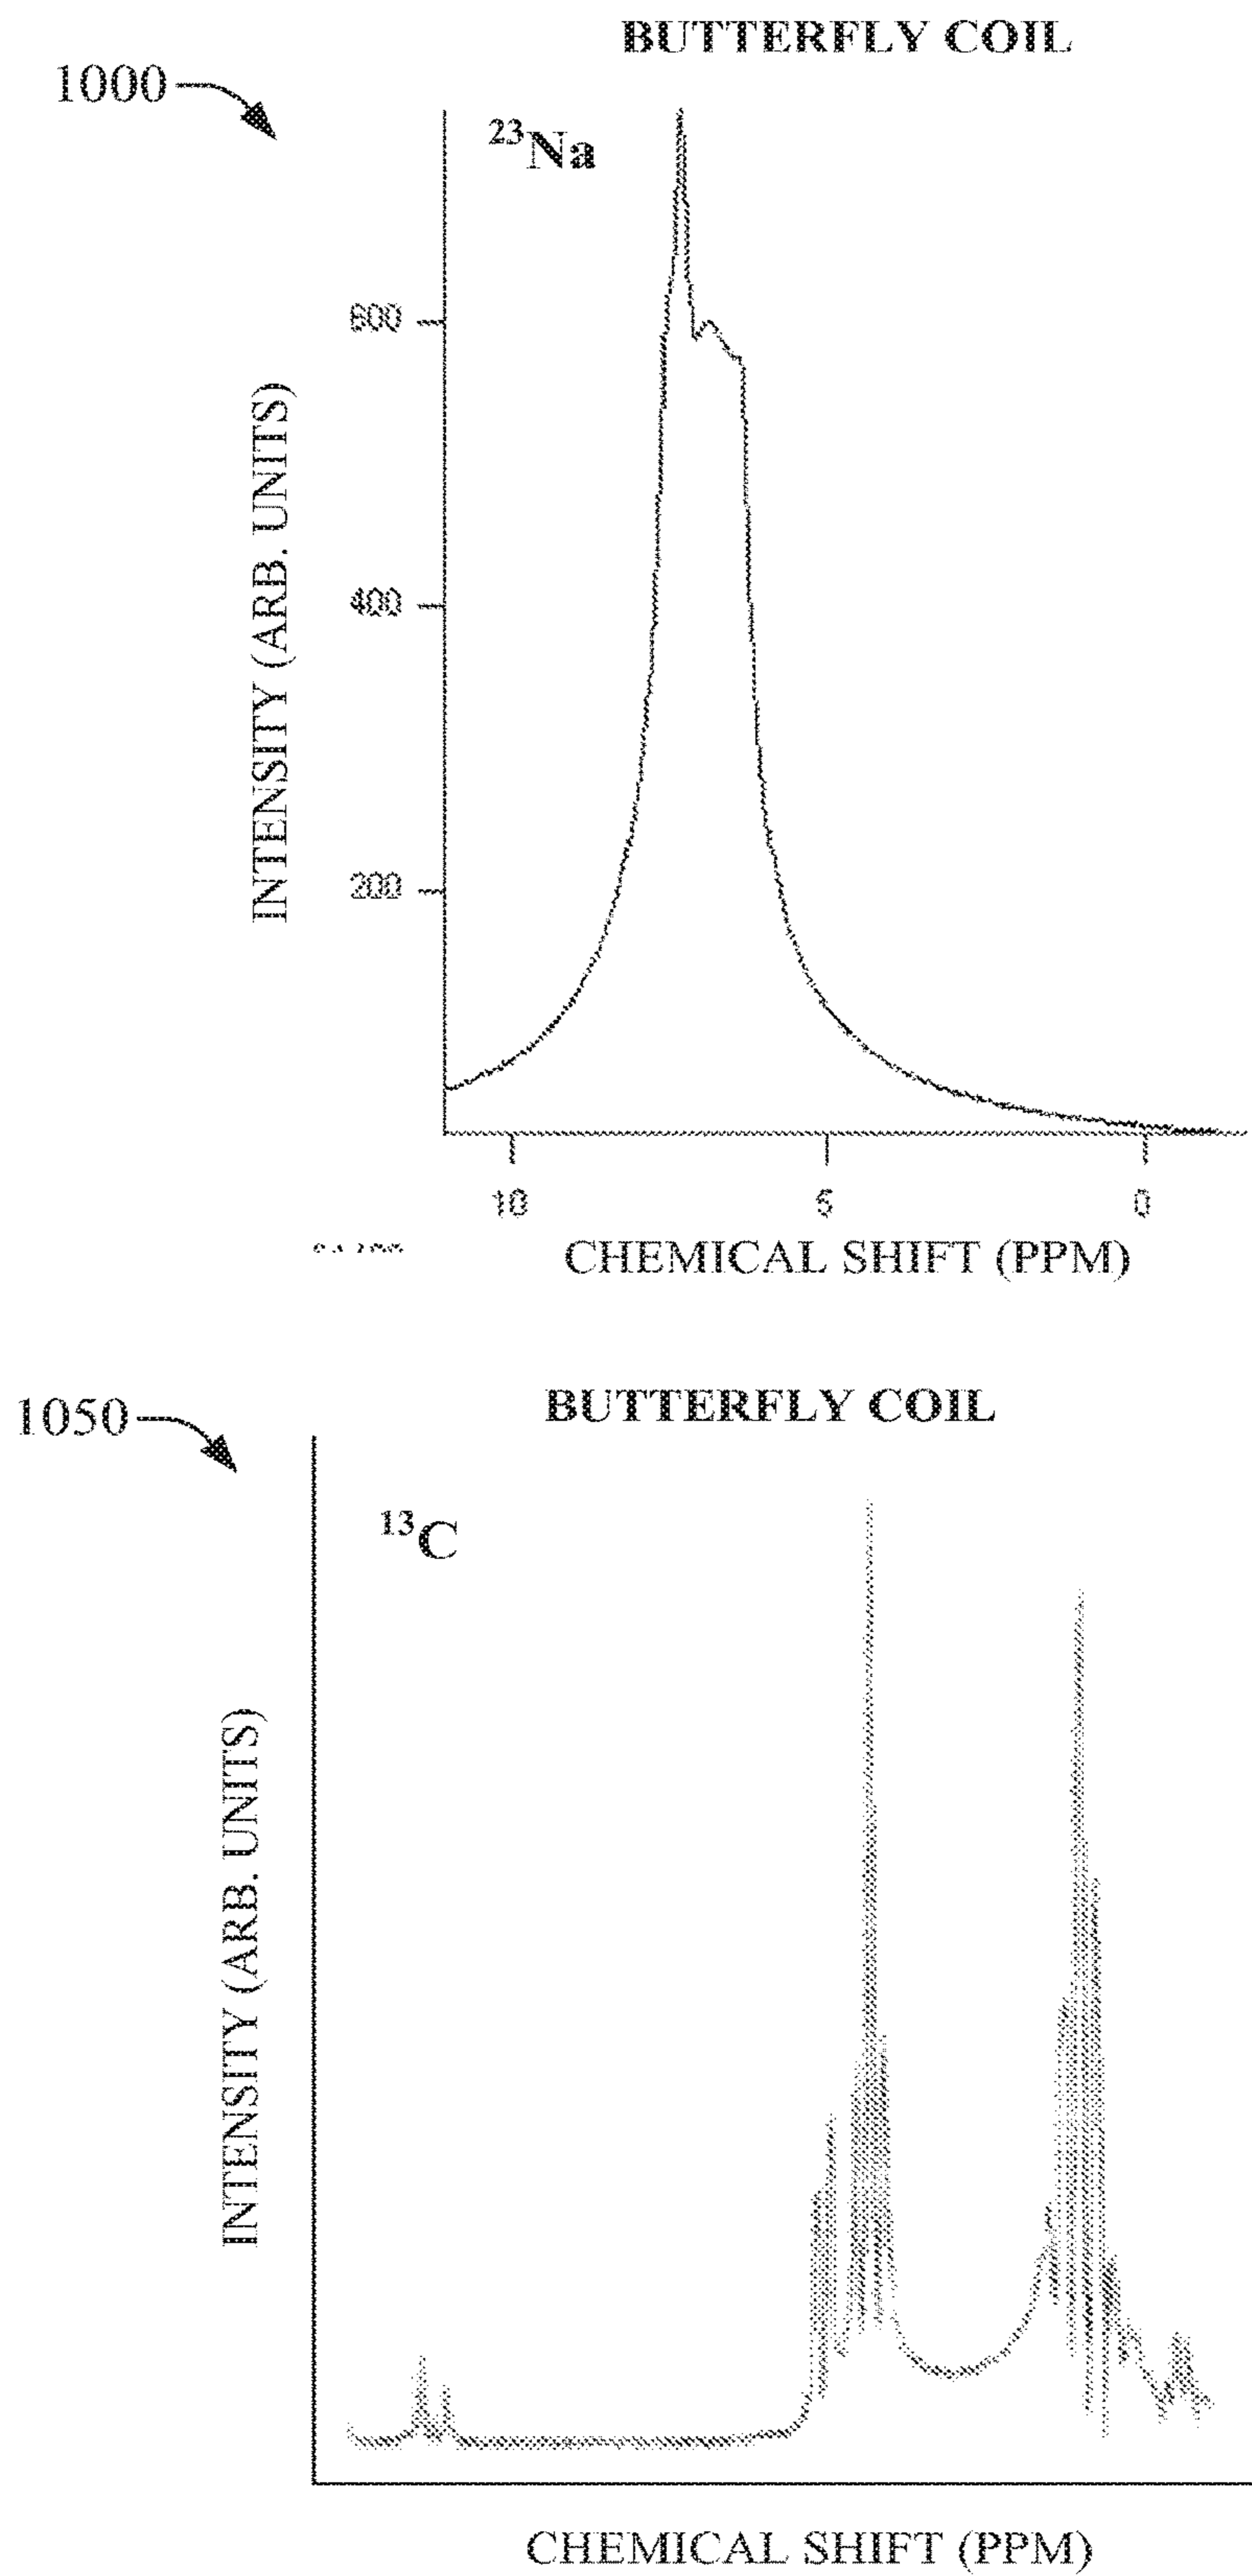 BUTTERFLY COIL
1000
²³Na
600
400
200
INTENSITY (ARB. UNITS)
10 5 0
CHEMICAL SHIFT (PPM)
BUTTERFLY COIL
1050
¹³C
INTENSITY (ARB. UNITS)
CHEMICAL SHIFT (PPM)